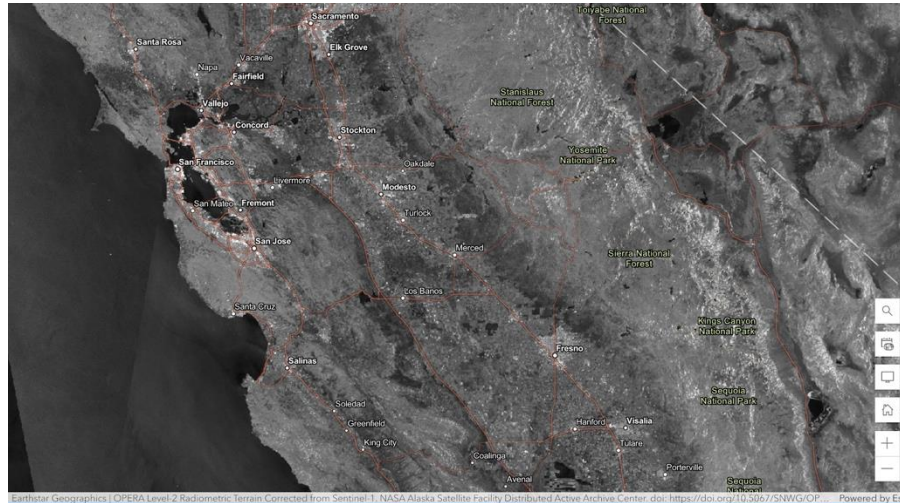 Toiyabe National
Forest
Sacramento
Santa Rosa
Elk Grove
Vacaville
Napa
Fairfield
Vallejo
Stanislaus
National Forest
Concord
Stockton
Yosemite
National Park
San Francisco
Oakdale
Livermore
Modesto
San Mateo
Fremont
Turlock
San Jose
Merced
Sierra National
Forest
Los Banos
Santa Cruz
Kings Canyon
National Park
Fresno
Salinas
Sequoia
National Park
Soledad
Greenfield
Hanford
Visalia
King City
Tulare
Coalinga
Porterville
Avenal
Sequoia
National
Earthstar Geographics | OPERA Level-2 Radiometric Terrain Corrected from Sentinel-1. NASA Alaska Satellite Facility Distributed Active Archive Center. doi: https://doi.org/10.5067/SNWG/OP... Powered by Es